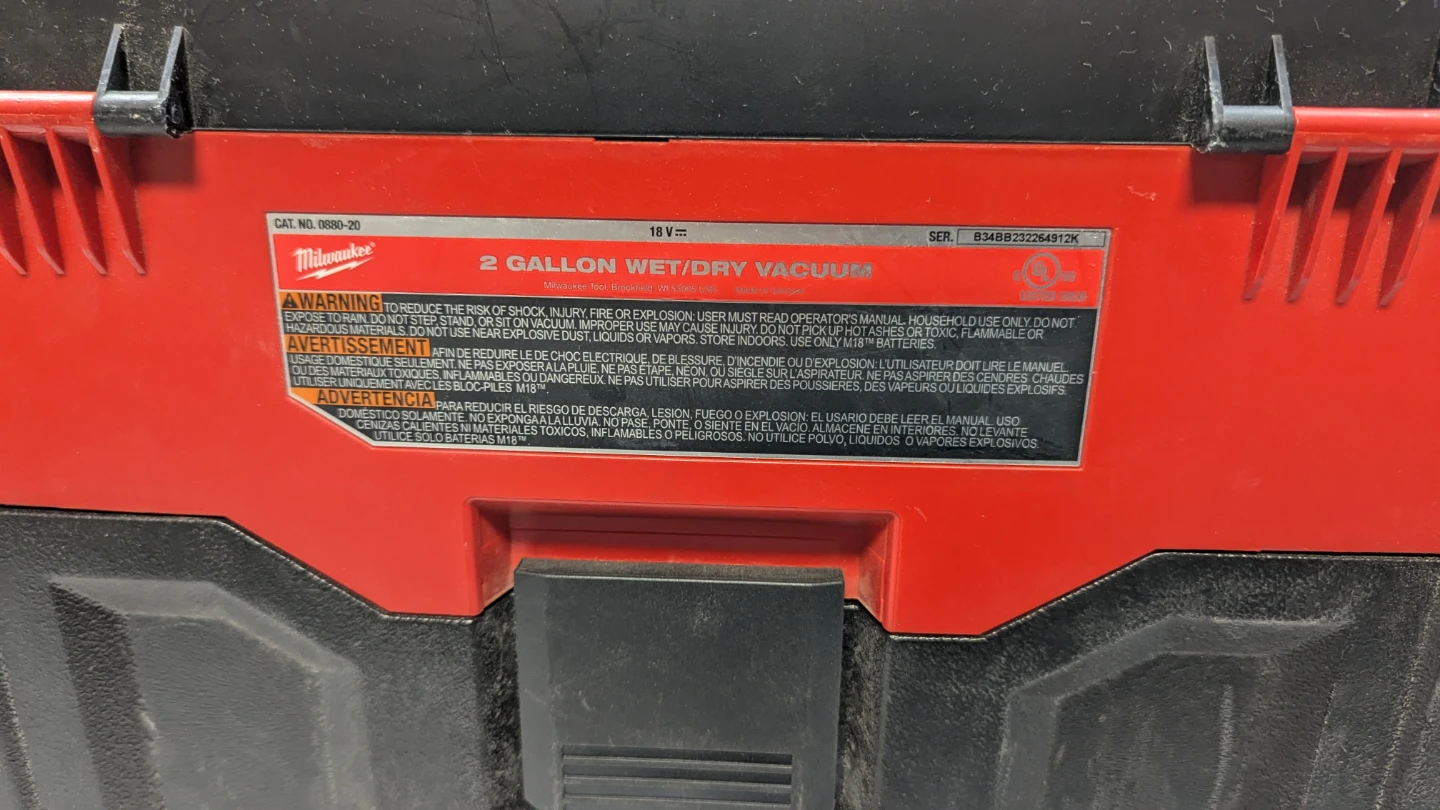 CAT. NO. 0880-20
18 V
SER. B34BB232264912K
Milwaukee
2 GALLON WET/DRY VACUUM
Milwaukee Tool, Brookfield, WI
UL
WARNING TO REDUCE THE RISK OF SHOCK, INJURY, FIRE OR EXPLOSION: USER MUST READ OPERATOR'S MANUAL. HOUSEHOLD USE ONLY. DO NOT
EXPOSE TO RAIN. DO NOT STEP, STAND, OR SIT ON VACUUM. IMPROPER USE MAY CAUSE INJURY. DO NOT PICK UP HOT ASHES OR TOXIC, FLAMMABLE OR
HAZARDOUS MATERIALS. DO NOT USE NEAR EXPLOSIVE DUST, LIQUIDS OR VAPORS. STORE INDOORS. USE ONLY M18™ BATTERIES.
AVERTISSEMENT AFIN DE REDUIRE LE DE CHOC ELECTRIQUE, DE BLESSURE, D'INCENDIE OU D'EXPLOSION: L'UTILISATEUR DOIT LIRE LE MANUEL
USAGE DOMESTIQUE SEULEMENT. NE PAS EXPOSER À LA PLUIE. NE PAS ÉTAPE, NEON, OU SIEGLE SUR L'ASPIRATEUR. NE PAS ASPIRER DES CENDRES CHAUDES
OU DES MATERIAUX TOXIQUES, INFLAMMABLES OU DANGEREUX. NE PAS UTILISER POUR ASPIRER DES POUSSIERES, DES VAPEURS OU LIQUIDES EXPLOSIFS.
UTILISER UNIQUEMENT AVEC LES BLOC-PILES M18™.
ADVERTENCIA PARA REDUCIR EL RIESGO DE DESCARGA, LESION, FUEGO O EXPLOSION: EL USARIO DEBE LEER EL MANUAL. USO
DOMÉSTICO SOLAMENTE. NO EXPONGA A LA LLUVIA. NO PASE, PONTE, O SIENTE EN EL VACÍO. ALMACENE EN INTERIORES. NO LEVANTE
CENIZAS CALIENTES NI MATERIALES TOXICOS, INFLAMABLES O PELIGROSOS. NO UTILICE POLVO, LIQUIDOS O VAPORES EXPLOSIVOS.
UTILICE SOLO BATERIAS M18™